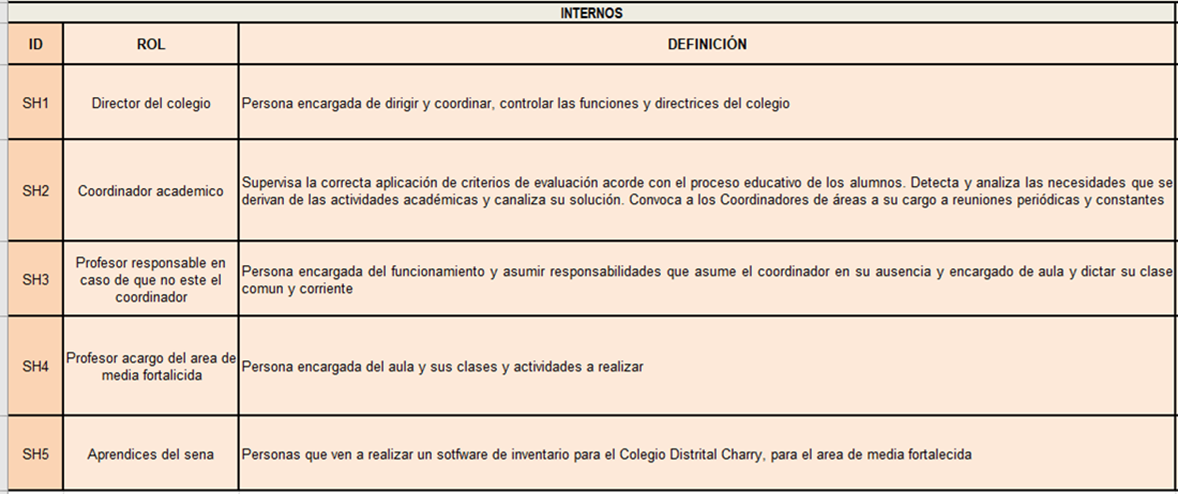 INTERNOS
ID ROL DEFINICIÓN
SH1 Director del colegio Persona encargada de dirigir y coordinar, controlar las funciones y directrices del colegio
SH2 Coordinador academico Supervisa la correcta aplicación de criterios de evaluación acorde con el proceso educativo de los alumnos. Detecta y analiza las necesidades que se
derivan de las actividades académicas y canaliza su solución. Convoca a los Coordinadores de áreas a su cargo a reuniones periódicas y constantes
SH3 Profesor responsable en
caso de que no este el
coordinador
Persona encargada del funcionamiento y asumir responsabilidades que asume el coordinador en su ausencia y encargado de aula y dictar su clase
comun y corriente
SH4 Profesor acargo del area de
media fortalicida
Persona encargada del aula y sus clases y actividades a realizar
SH5 Aprendices del sena Personas que ven a realizar un sotfware de inventario para el Colegio Distrital Charry, para el area de media fortalecida